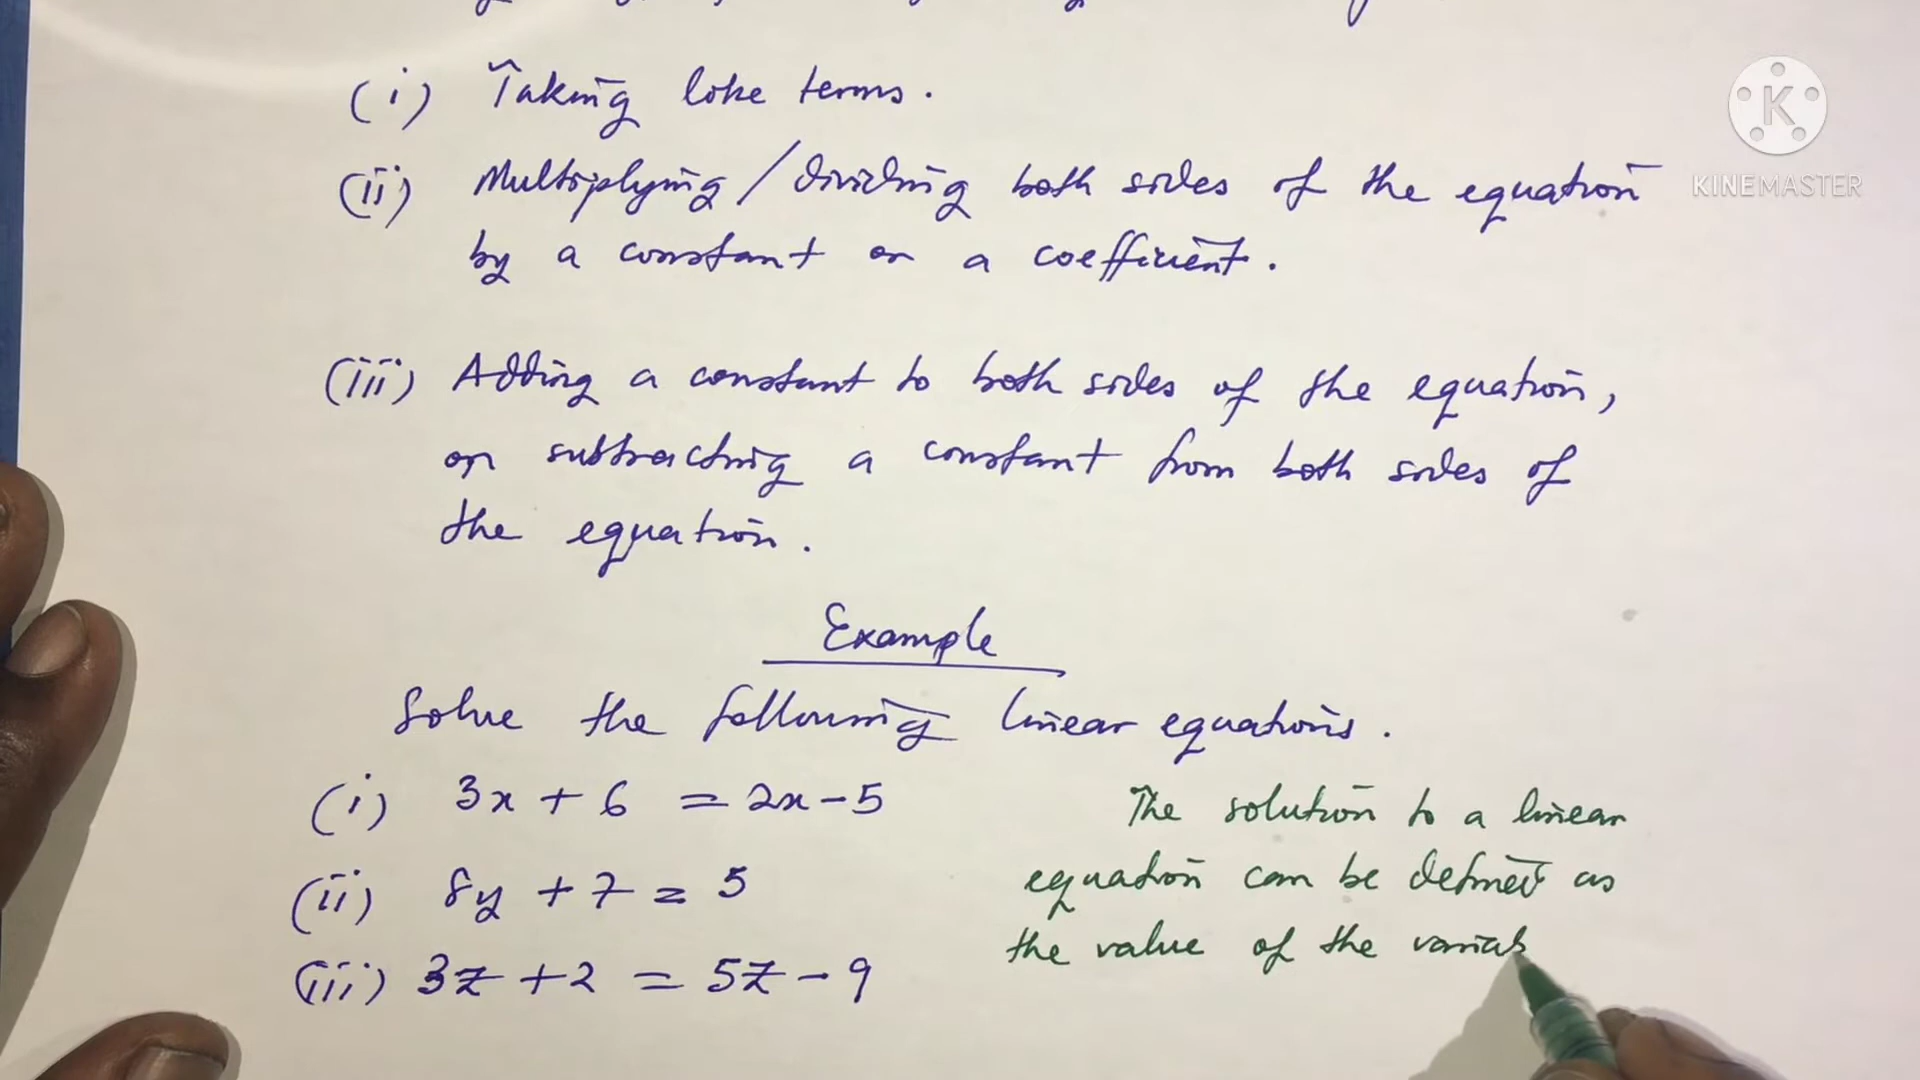 (i) Taking like terms.
(ii) Multiplying/dividing both sides of the equation
by a constant or a coefficient.
(iii) Adding a constant to both sides of the equation,
or subtracting a constant from both sides of
the equation.
Example
Solve the following linear equations.
(i) 3x + 6 = 2x - 5
(ii) 8y + 7 = 5
(iii) 3z + 2 = 5z - 9
The solution to a linear
equation can be defined as
the value of the variab
K
KINEMASTER